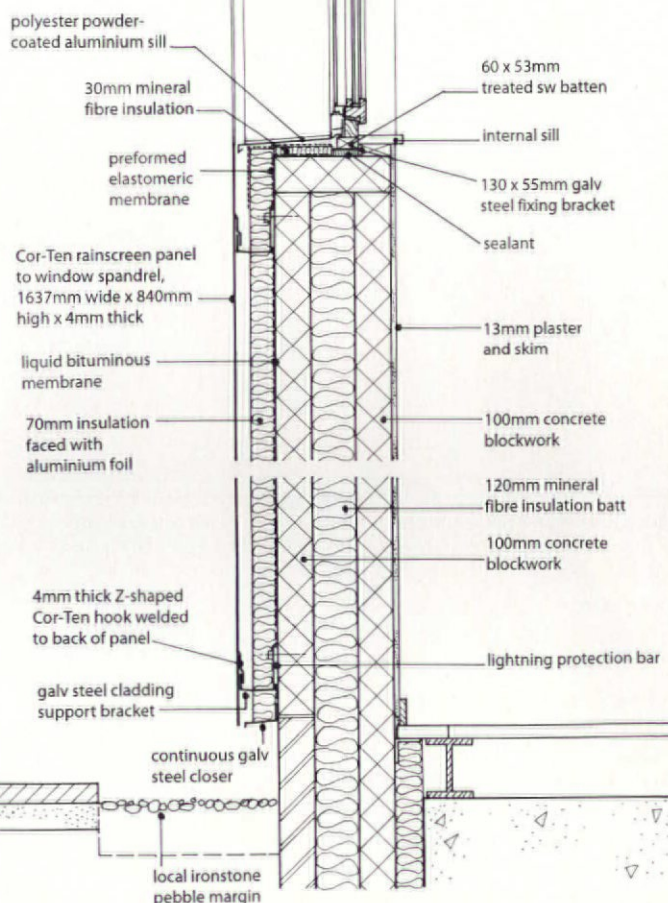 polyester powder-
coated aluminium sill
30mm mineral
fibre insulation
preformed
elastomeric
membrane
Cor-Ten rainscreen panel
to window spandrel,
1637mm wide x 840mm
high x 4mm thick
liquid bituminous
membrane
70mm insulation
faced with
aluminium foil
4mm thick Z-shaped
Cor-Ten hook welded
to back of panel
galv steel cladding
support bracket
continuous galv
steel closer
local ironstone
pebble margin
60 x 53mm
treated sw batten
internal sill
130 x 55mm galv
steel fixing bracket
sealant
13mm plaster
and skim
100mm concrete
blockwork
120mm mineral
fibre insulation batt
100mm concrete
blockwork
lightning protection bar